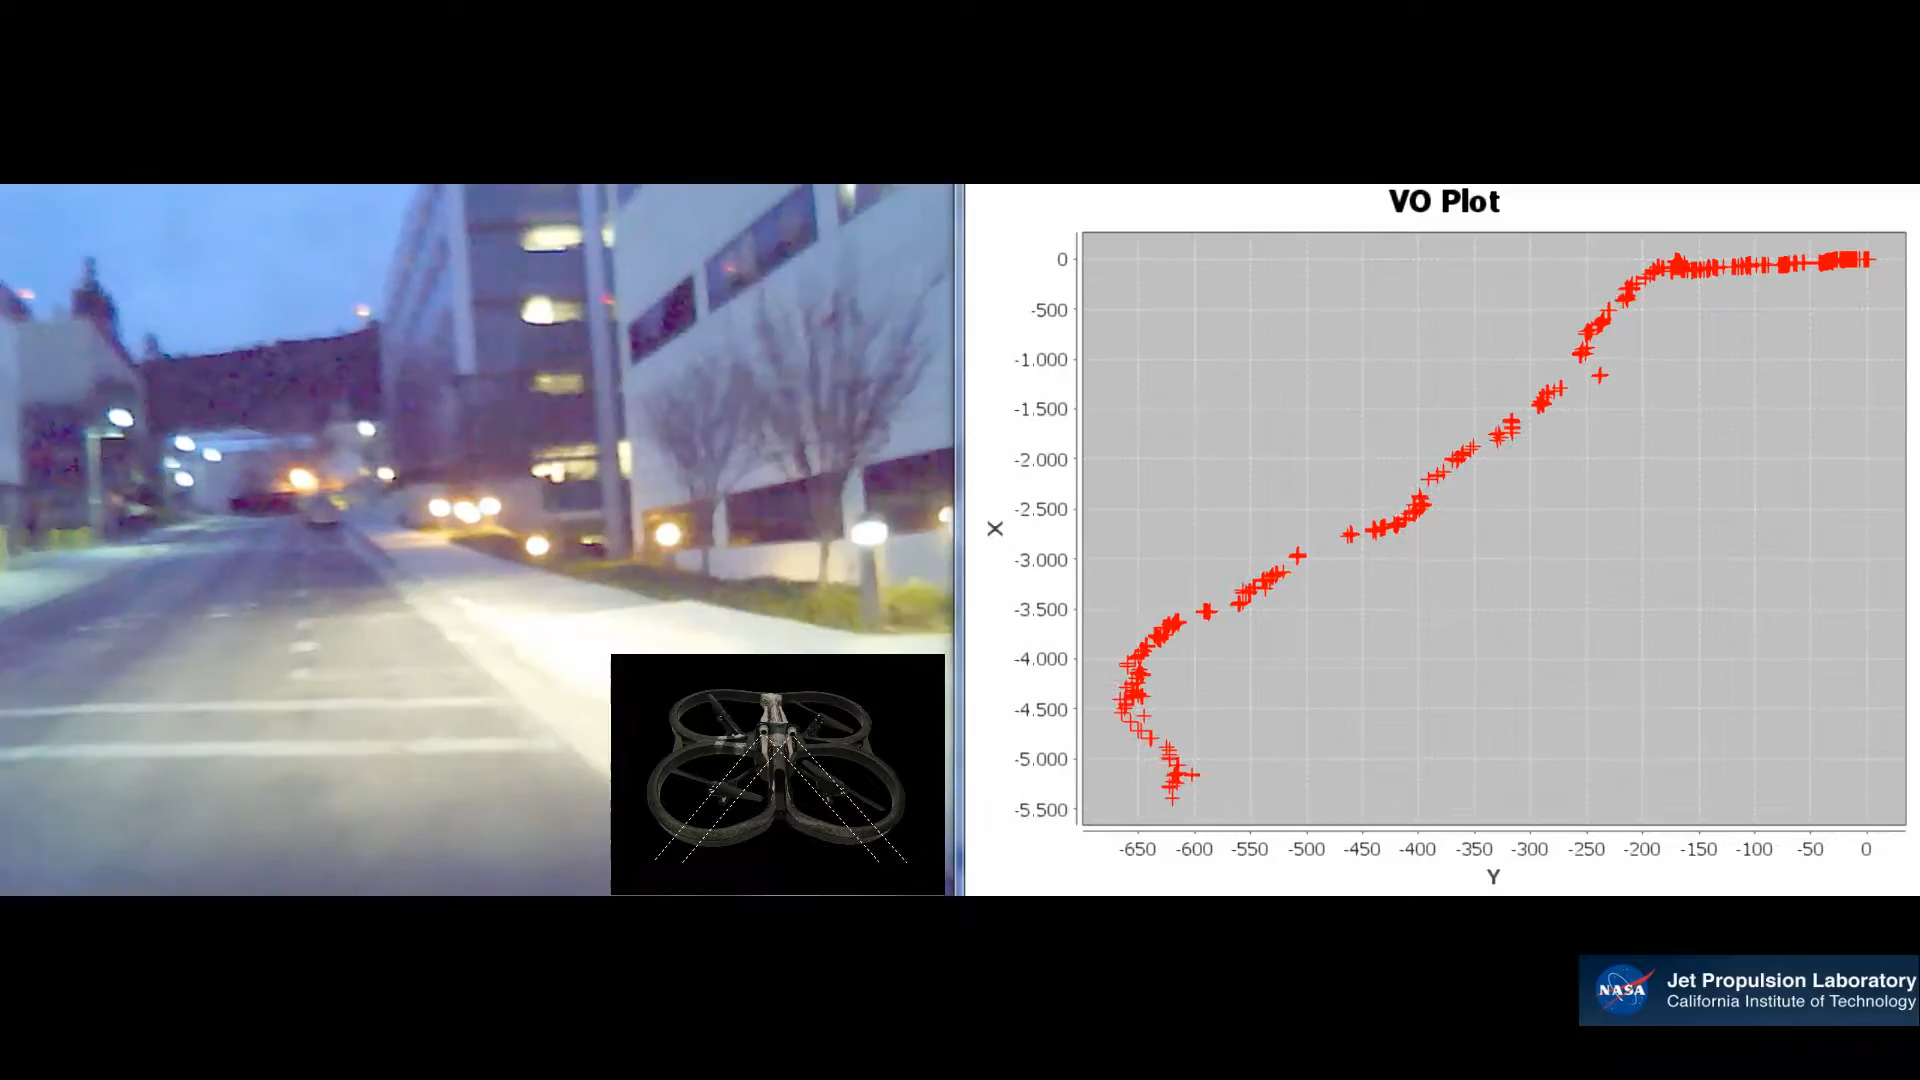 VO Plot
0
-500
-1.000
-1.500
-2.000
-2.500
-3.000
-3.500
-4.000
-4.500
-5.000
-5.500
X
-650 -600 -550 -500 -450 -400 -350 -300 -250 -200 -150 -100 -50 0
Y
NASA
Jet Propulsion Laboratory
California Institute of Technology